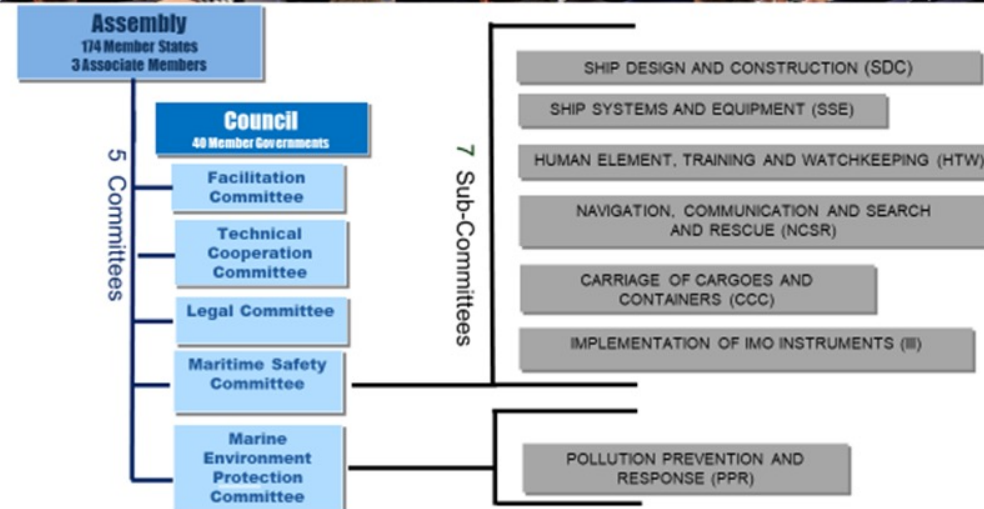 Assembly
174 Member States
3 Associate Members
Council
40 Member Governments
5 Committees
Facilitation
Committee
Technical
Cooperation
Committee
Legal Committee
Maritime Safety
Committee
Marine
Environment
Protection
Committee
7 Sub-Committees
SHIP DESIGN AND CONSTRUCTION (SDC)
SHIP SYSTEMS AND EQUIPMENT (SSE)
HUMAN ELEMENT, TRAINING AND WATCHKEEPING (HTW)
NAVIGATION, COMMUNICATION AND SEARCH
AND RESCUE (NCSR)
CARRIAGE OF CARGOES AND
CONTAINERS (CCC)
IMPLEMENTATION OF IMO INSTRUMENTS (III)
POLLUTION PREVENTION AND
RESPONSE (PPR)